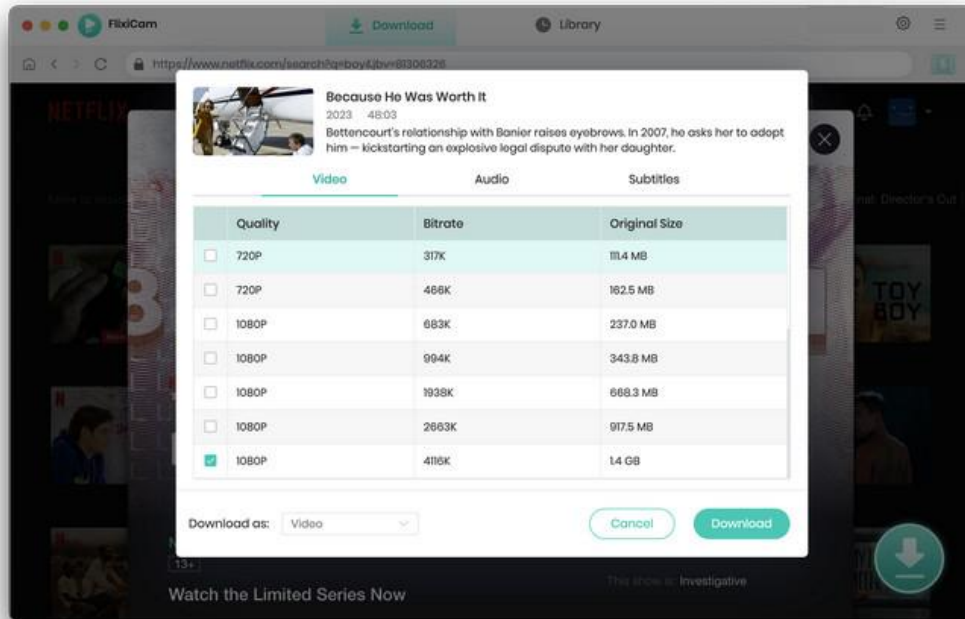 FlixiCam
Download
Library
https://www.netflix.com/search?q=boy&jbv=81306326
NETFLIX
Because He Was Worth It
2023 48:03
Bettencourt's relationship with Banier raises eyebrows. In 2007, he asks her to adopt
him — kickstarting an explosive legal dispute with her daughter.
Video Audio Subtitles
Quality Bitrate Original Size
720P 317K 111.4 MB
720P 466K 162.5 MB
1080P 683K 237.0 MB
1080P 994K 343.8 MB
1080P 1938K 668.3 MB
1080P 2663K 917.5 MB
1080P 4116K 1.4 GB
Download as: Video
Cancel
Download
Director's Cut
TOY
BOY
13+
This show is: Investigative
Watch the Limited Series Now